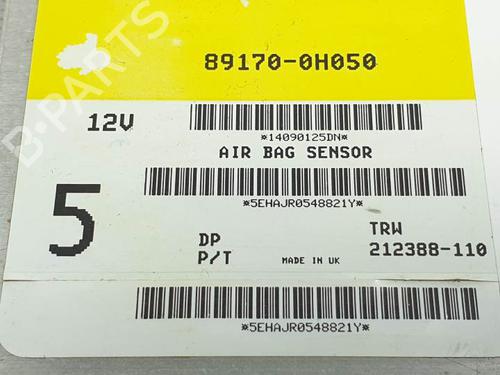 89170-0H050
12V
*14090125DN*
AIR BAG SENSOR
*5EHAJR0548821Y*
5
DP
P/T
MADE IN UK
TRW
212388-110
*5EHAJR0548821Y*
B-PARTS